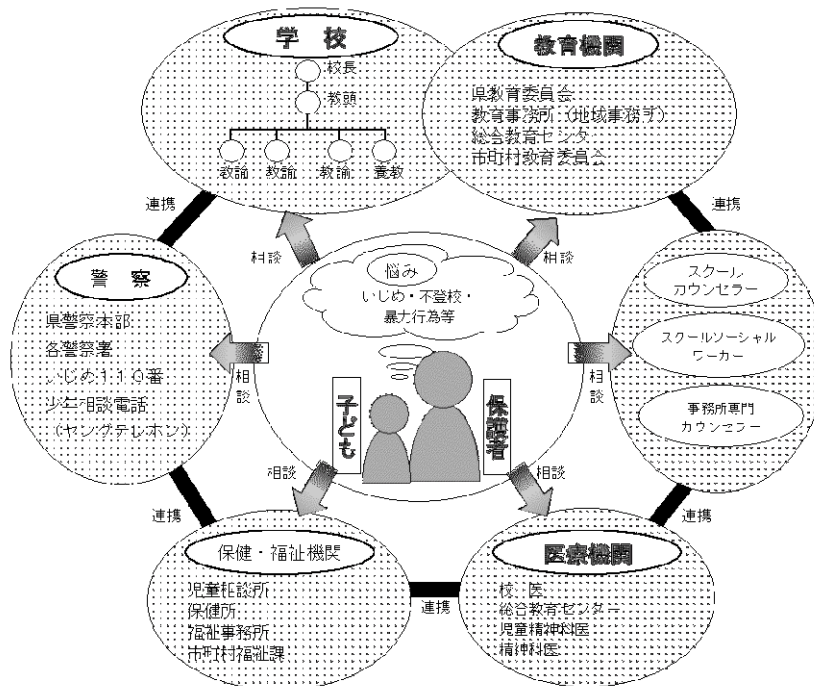 学 校
校長
教頭
教諭 教諭 教諭 養教
教育機関
県教育委員会
教育事務所（地域事務所）
総合教育センター
市町村教育委員会
連携
連携
相談
相談
悩み
いじめ・不登校・
暴力行為等
警 察
県警察本部
各警察署
いじめ１１０番
少年相談電話
（ヤングテレホン）
相談
相談
スクール
カウンセラー
スクールソーシャル
ワーカー
事務所専門
カウンセラー
子ども
保護者
相談
相談
連携
連携
保健・福祉機関
児童相談所
保健所
福祉事務所
市町村福祉課
連携
医療機関
校 医
総合教育センター
児童精神科医
精神科医